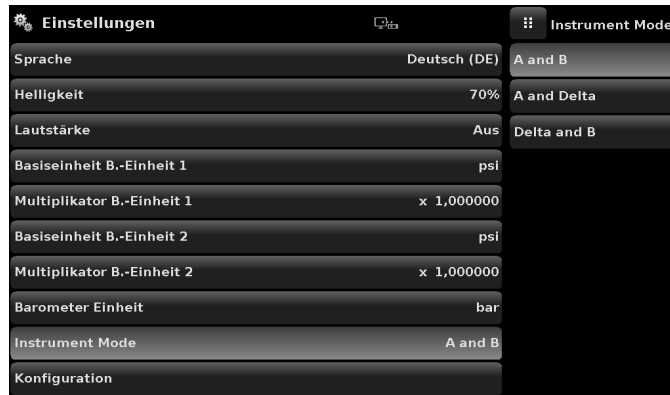 Einstellungen
Sprache Deutsch (DE)
Helligkeit 70%
Lautstärke Aus
Basiseinheit B.-Einheit 1 psi
Multiplikator B.-Einheit 1 x 1,000000
Basiseinheit B.-Einheit 2 psi
Multiplikator B.-Einheit 2 x 1,000000
Barometer Einheit bar
Instrument Mode A and B
Konfiguration
Instrument Mode
A and B
A and Delta
Delta and B